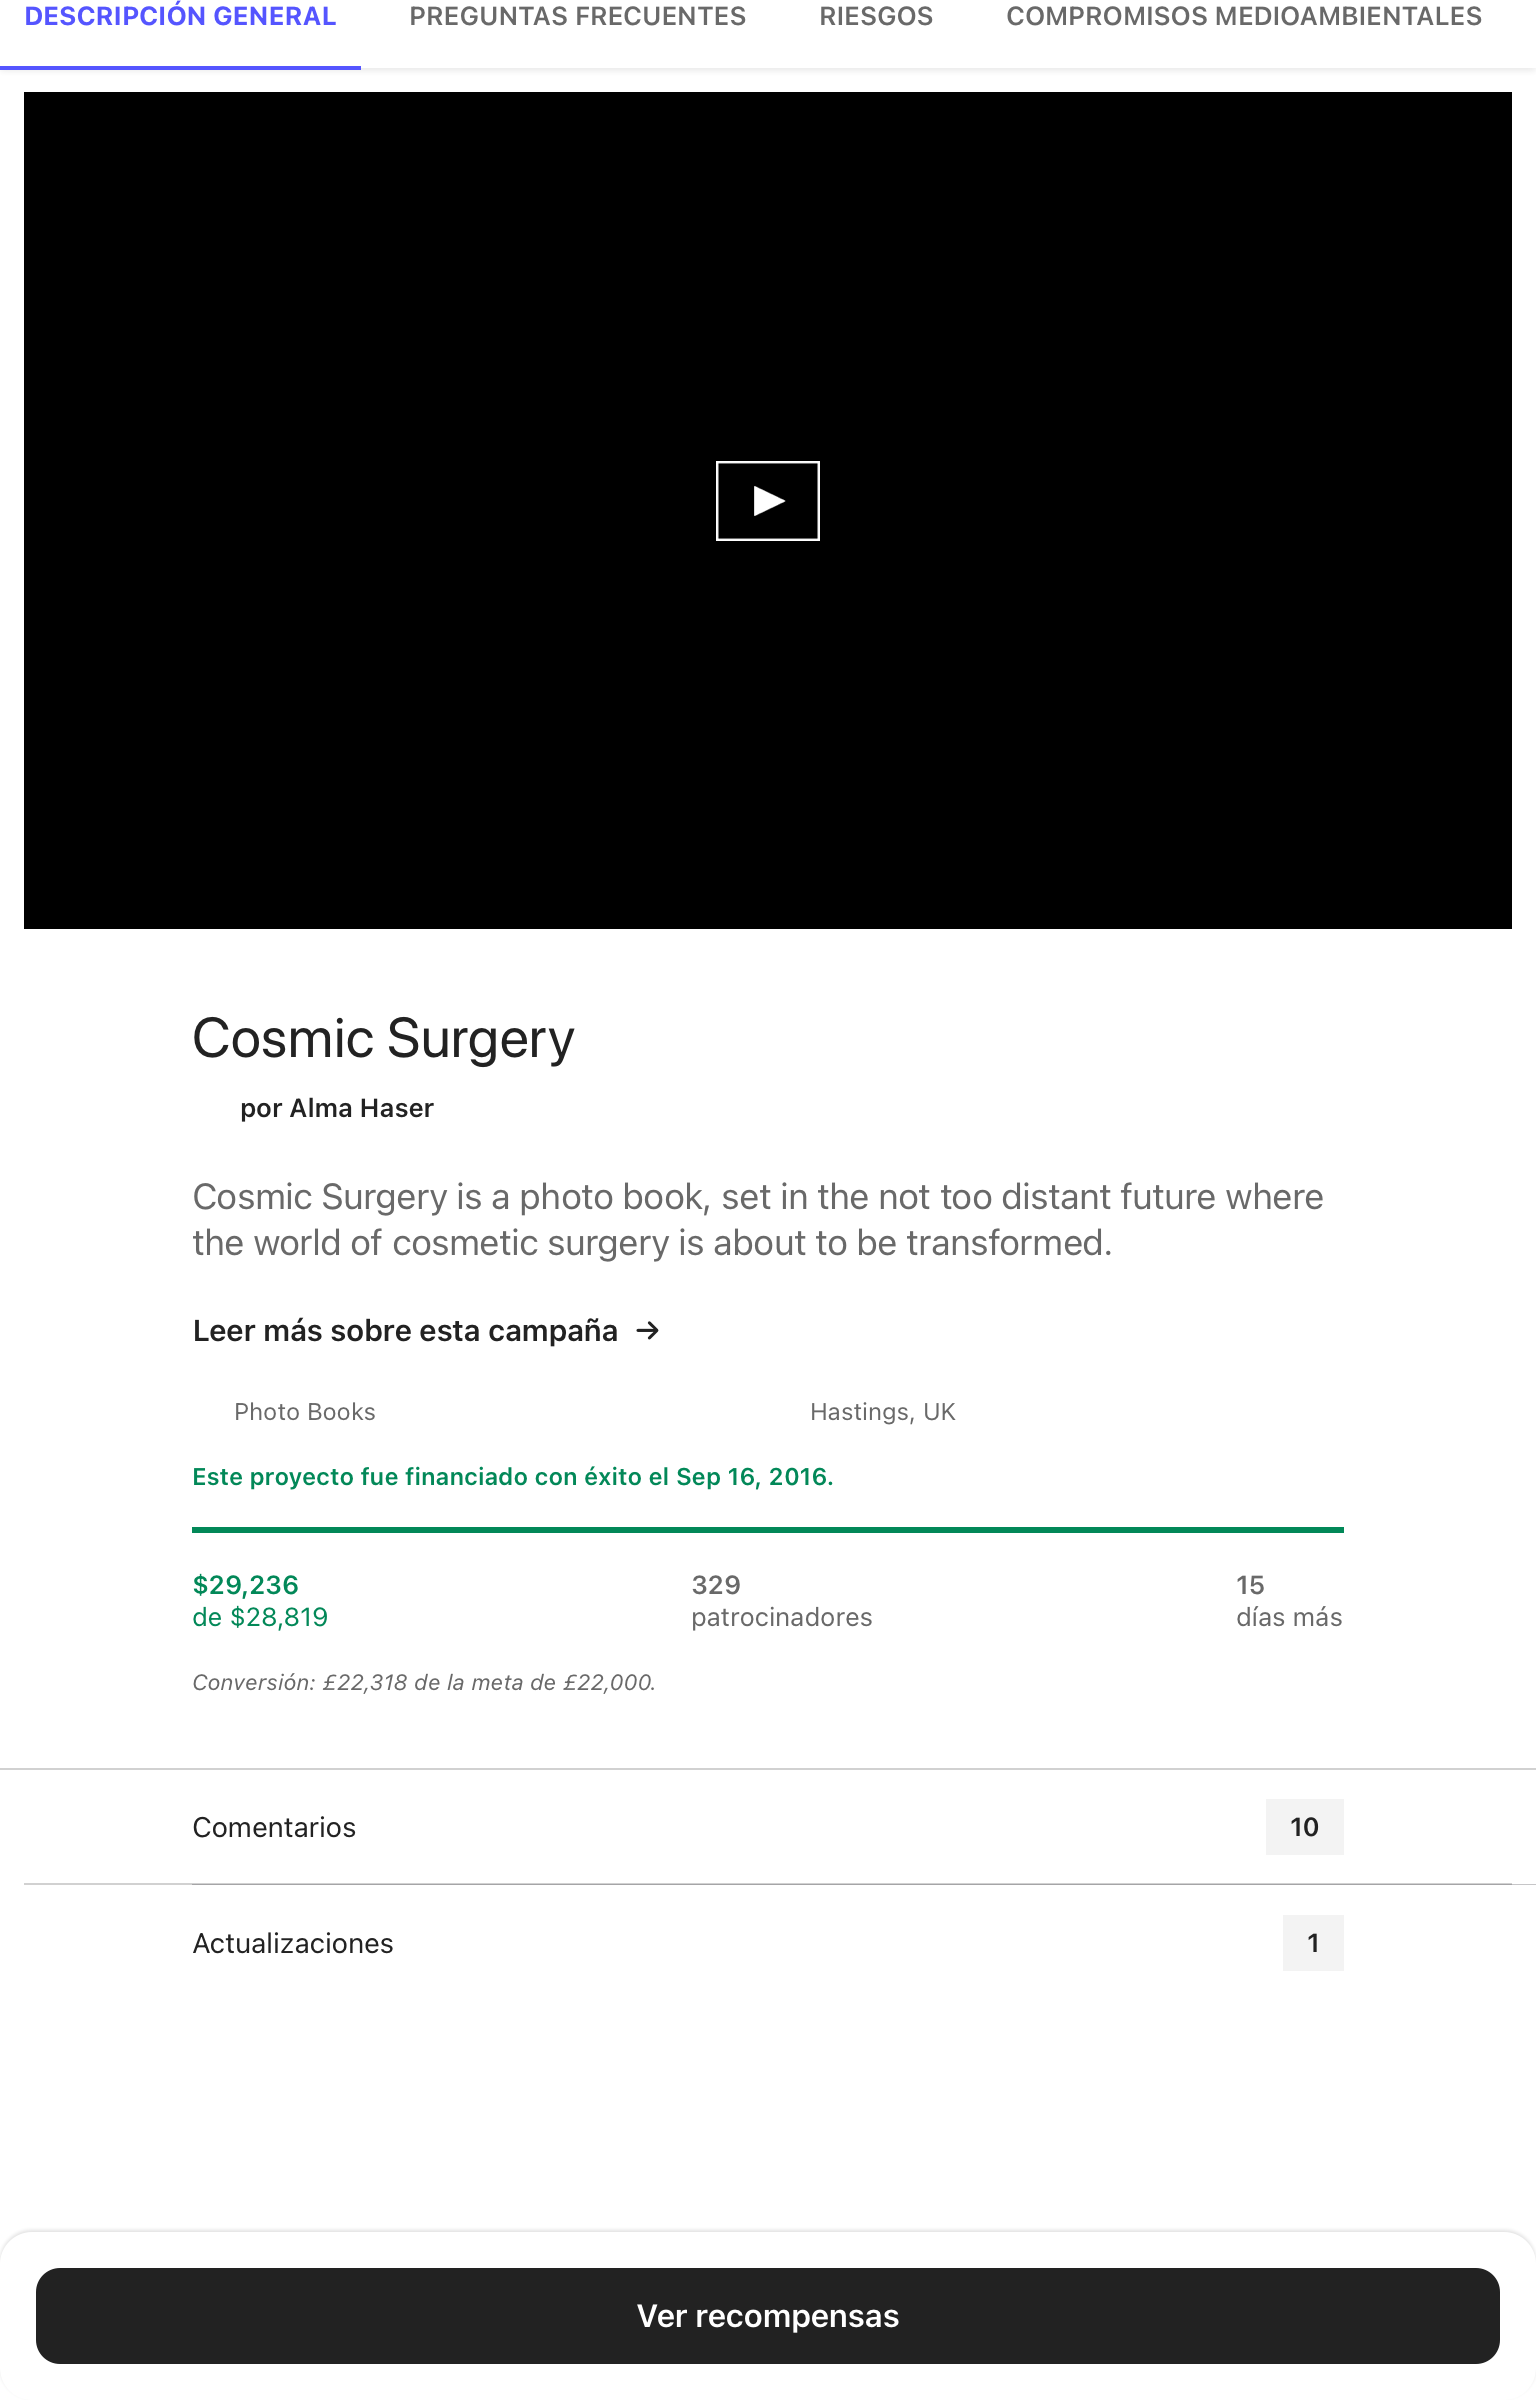 DESCRIPCIÓN GENERAL PREGUNTAS FRECUENTES RIESGOS COMPROMISOS MEDIOAMBIENTALES
Cosmic Surgery
por Alma Haser
Cosmic Surgery is a photo book, set in the not too distant future where
the world of cosmetic surgery is about to be transformed.
Leer más sobre esta campaña →
Photo Books Hastings, UK
Este proyecto fue financiado con éxito el Sep 16, 2016.
$29,236 329 15
de $28,819 patrocinadores días más
Conversión: £22,318 de la meta de £22,000.
Comentarios 10
Actualizaciones 1
Ver recompensas